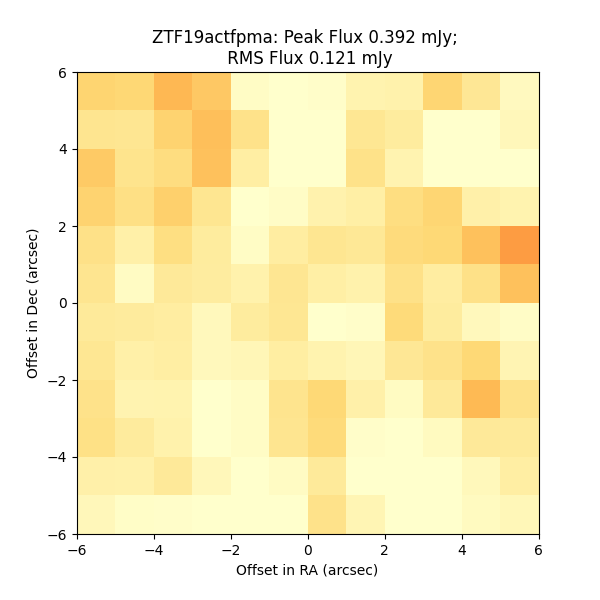 ZTF19actfpma: Peak Flux 0.392 mJy;
RMS Flux 0.121 mJy
6
4
2
0
−2
−4
−6
Offset in Dec (arcsec)
−6 −4 −2 0 2 4 6
Offset in RA (arcsec)